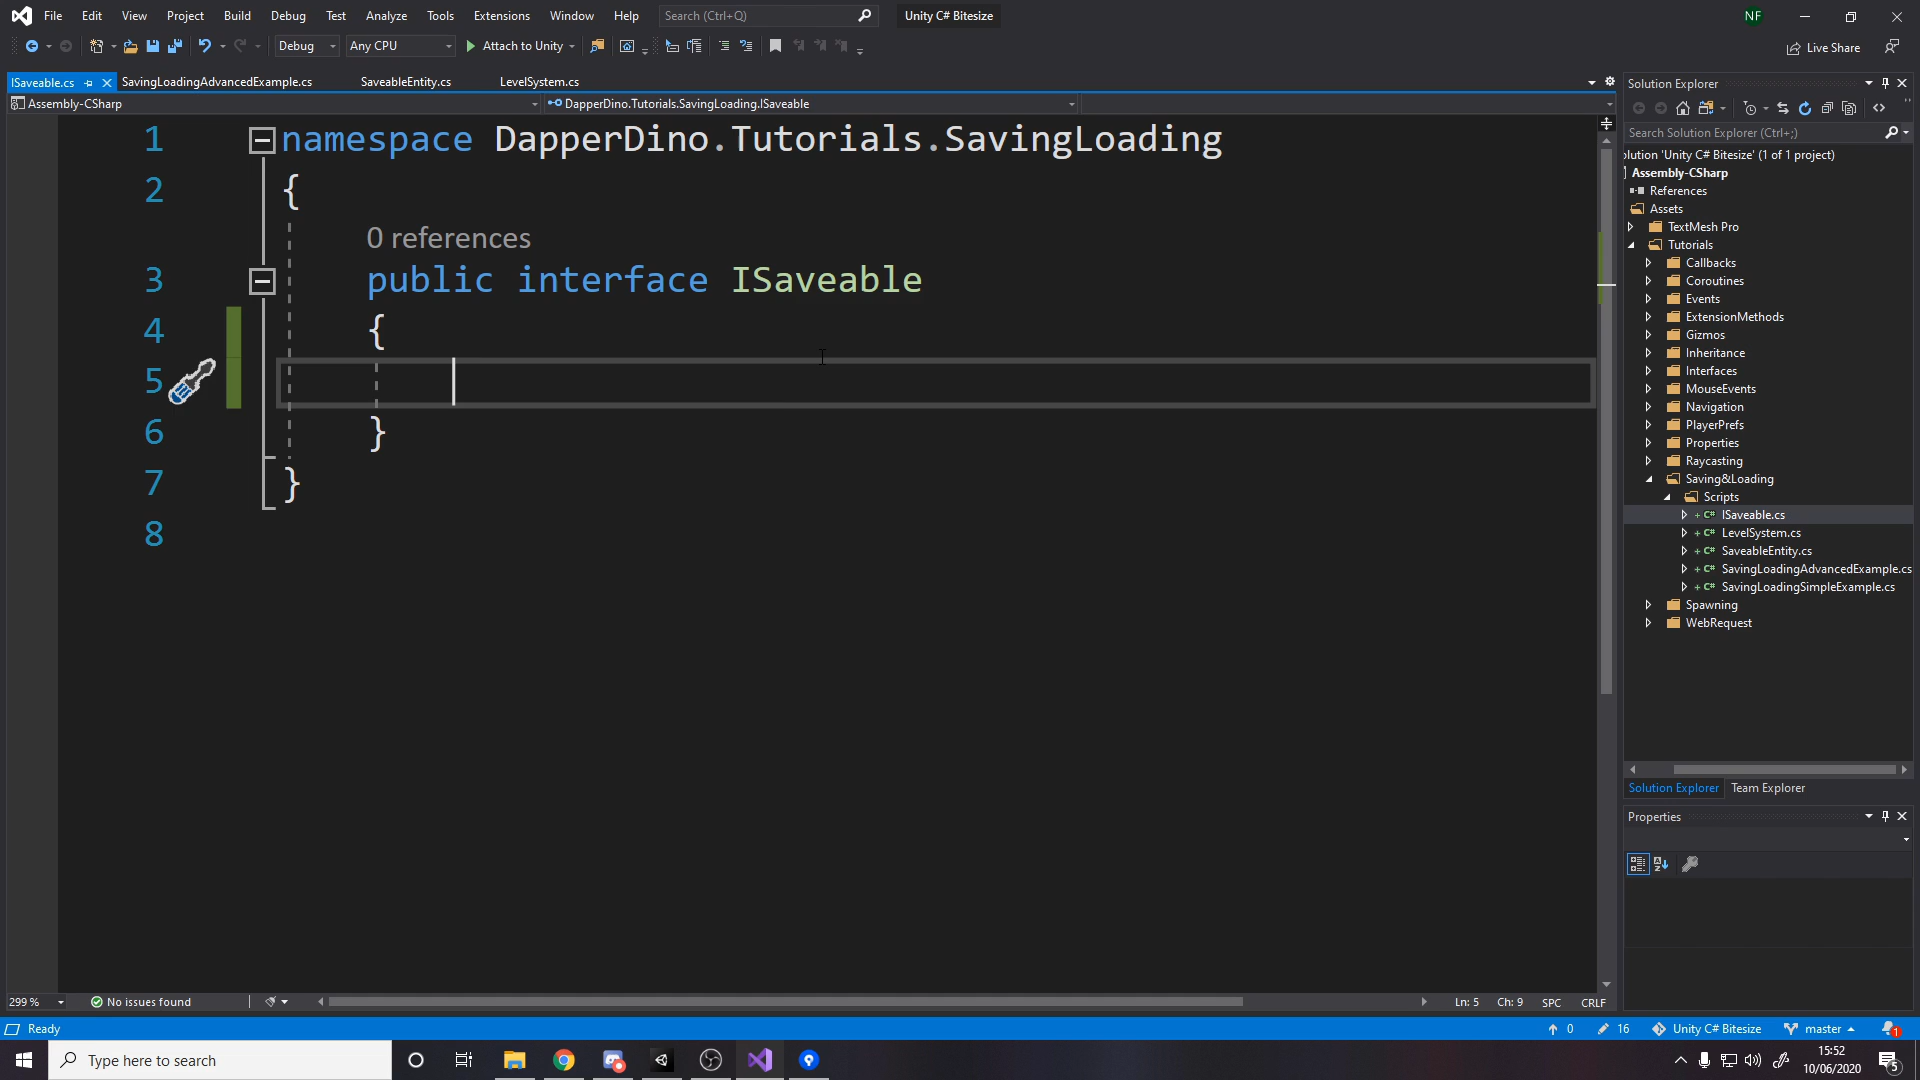 File Edit View Project Build Debug Test Analyze Tools Extensions Window Help Search (Ctrl+Q) Unity C# Bitesize NF
Debug Any CPU Attach to Unity Live Share
ISaveable.cs SavingLoadingAdvancedExample.cs SaveableEntity.cs LevelSystem.cs
Assembly-CSharp DapperDino.Tutorials.SavingLoading.ISaveable
1 namespace DapperDino.Tutorials.SavingLoading
2 {
0 references
3 public interface ISaveable
4 {
5
6 }
7 }
8
Solution Explorer
Search Solution Explorer (Ctrl+;)
olution 'Unity C# Bitesize' (1 of 1 project)
Assembly-CSharp
References
Assets
TextMesh Pro
Tutorials
Callbacks
Coroutines
Events
ExtensionMethods
Gizmos
Inheritance
Interfaces
MouseEvents
Navigation
PlayerPrefs
Properties
Raycasting
Saving&Loading
Scripts
+ C# ISaveable.cs
+ C# LevelSystem.cs
+ C# SaveableEntity.cs
+ C# SavingLoadingAdvancedExample.cs
+ C# SavingLoadingSimpleExample.cs
Spawning
WebRequest
Solution Explorer Team Explorer
Properties
299 % No issues found Ln: 5 Ch: 9 SPC CRLF
Ready 0 16 Unity C# Bitesize master 1
Type here to search
15:52
10/06/2020
5